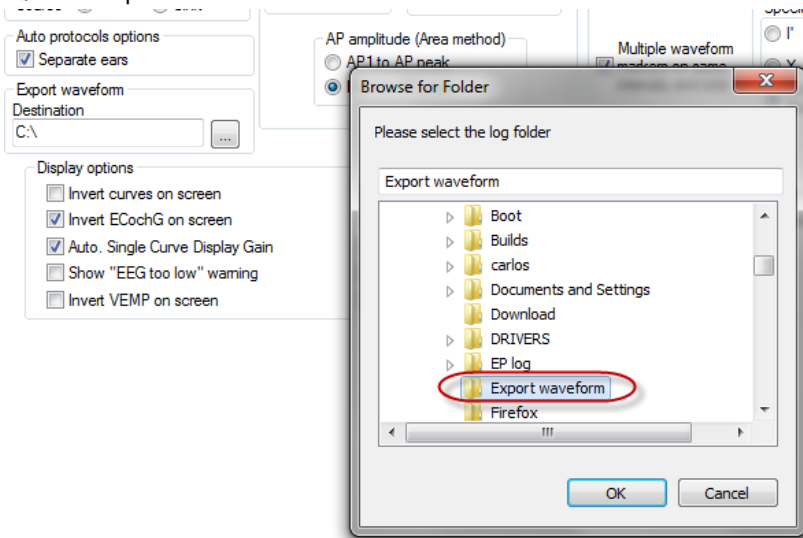 Auto protocols options
Separate ears
Export waveform
Destination
C:\
...
Display options
Invert curves on screen
Invert ECochG on screen
Auto. Single Curve Display Gain
Show "EEG too low" warning
Invert VEMP on screen
AP amplitude (Area method)
AP1 to AP peak
Multiple waveform
Browse for Folder
Please select the log folder
Export waveform
Boot
Builds
carlos
Documents and Settings
Download
DRIVERS
EP log
Export waveform
Firefox
OK
Cancel